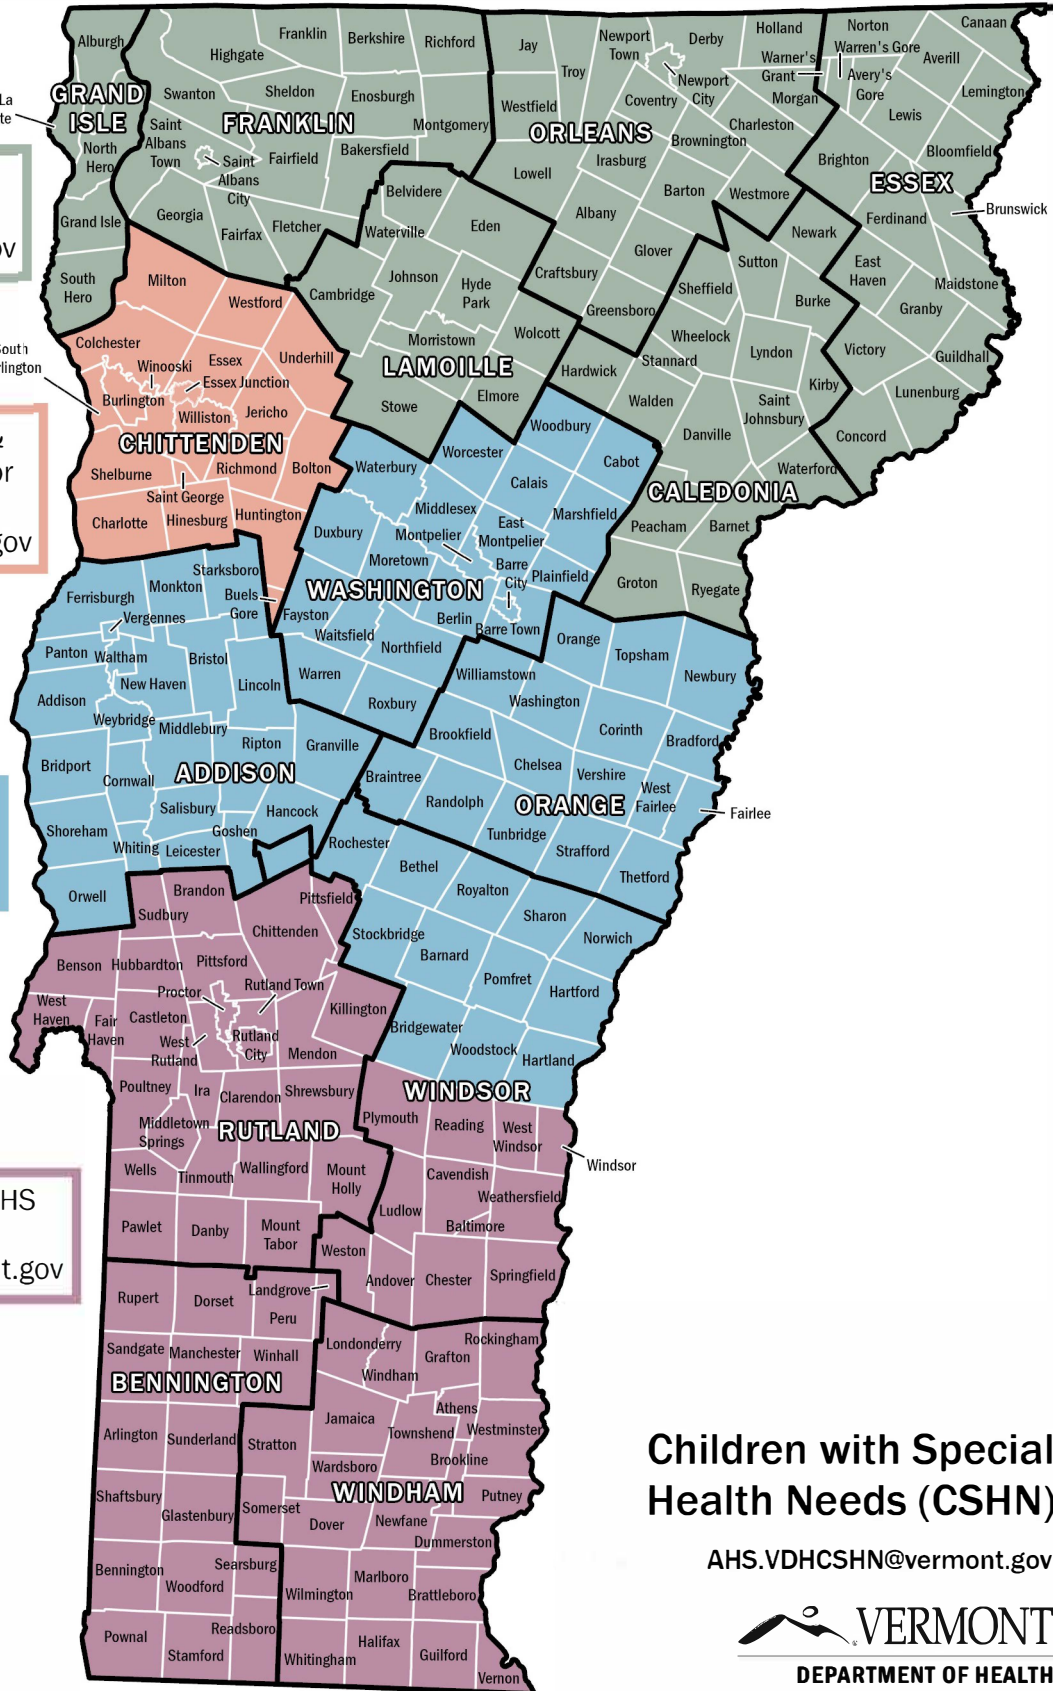 Alburgh
Franklin
Berkshire
Richford
Highgate
Jay
Newport
Town
Derby
Holland
Norton
Canaan
Warren's Gore
Averill
Warner's
Grant
Troy
Newport
City
Avery's
Gore
Lemington
La
te
GRAND
ISLE
Swanton
Sheldon
Enosburgh
Westfield
Coventry
Morgan
Lewis
FRANKLIN
Montgomery
ORLEANS
Charleston
Saint
Albans
Town
Brownington
North
Hero
Saint
Albans
City
Fairfield
Bakersfield
Irasburg
Brighton
Bloomfield
Lowell
ESSEX
Belvidere
Barton
Westmore
Brunswick
Grand Isle
Georgia
Fairfax
Fletcher
Waterville
Eden
Albany
Newark
Ferdinand
ov
Glover
Sutton
East
Haven
South
Hero
Milton
Westford
Cambridge
Johnson
Hyde
Park
Craftsbury
Sheffield
Burke
Maidstone
Greensboro
Granby
Colchester
Morristown
Wolcott
Wheelock
South
lington
Winooski
Essex
Underhill
Stannard
Lyndon
Victory
Guildhall
LAMOILLE
Hardwick
Essex Junction
Kirby
Lunenburg
Burlington
Williston
Jericho
Stowe
Elmore
Walden
Saint
Johnsbury
&
or
gov
CHITTENDEN
Woodbury
Danville
Concord
Shelburne
Richmond
Bolton
Waterbury
Worcester
Cabot
Waterford
Saint George
Calais
CALEDONIA
Charlotte
Hinesburg
Huntington
Middlesex
Marshfield
Duxbury
Montpelier
East
Montpelier
Peacham
Barnet
Starksboro
Moretown
Barre
City
Plainfield
Ferrisburgh
Monkton
Buels
Gore
WASHINGTON
Groton
Ryegate
Vergennes
Fayston
Waitsfield
Berlin
Barre Town
Panton
Waltham
Bristol
Northfield
Orange
Topsham
New Haven
Lincoln
Warren
Williamstown
Newbury
Addison
Roxbury
Washington
Weybridge
Middlebury
Corinth
Ripton
Granville
Brookfield
Bradford
Bridport
Cornwall
ADDISON
Braintree
Chelsea
Vershire
West
Fairlee
Salisbury
Hancock
Randolph
ORANGE
Fairlee
Shoreham
Goshen
Tunbridge
Whiting
Leicester
Rochester
Strafford
Bethel
Thetford
Orwell
Brandon
Pittsfield
Royalton
Sudbury
Sharon
Chittenden
Stockbridge
Norwich
Benson
Hubbardton
Pittsford
Barnard
Pomfret
Proctor
Rutland Town
Hartford
West
Haven
Fair
Haven
Castleton
Killington
West
Rutland
Rutland
City
Mendon
Bridgewater
Woodstock
Hartland
Poultney
Ira
Clarendon
Shrewsbury
WINDSOR
Middletown
Springs
RUTLAND
Plymouth
Reading
West
Windsor
Windsor
Wells
Tinmouth
Wallingford
Mount
Holly
Cavendish
Weathersfield
Ludlow
Baltimore
HS
t.gov
Pawlet
Danby
Mount
Tabor
Weston
Andover
Chester
Springfield
Rupert
Dorset
Landgrove
Peru
Londonderry
Rockingham
Sandgate
Manchester
Winhall
Grafton
Windham
BENNINGTON
Jamaica
Athens
Arlington
Sunderland
Stratton
Townshend
Westminster
Wardsboro
Brookline
Shaftsbury
WINDHAM
Putney
Glastenbury
Somerset
Dover
Newfane
Dummerston
Bennington
Woodford
Searsburg
Wilmington
Marlboro
Brattleboro
Pownal
Stamford
Readsboro
Whitingham
Halifax
Guilford
Vernon
Children with Special
Health Needs (CSHN)
AHS.VDHCSHN@vermont.gov
VERMONT
DEPARTMENT OF HEALTH